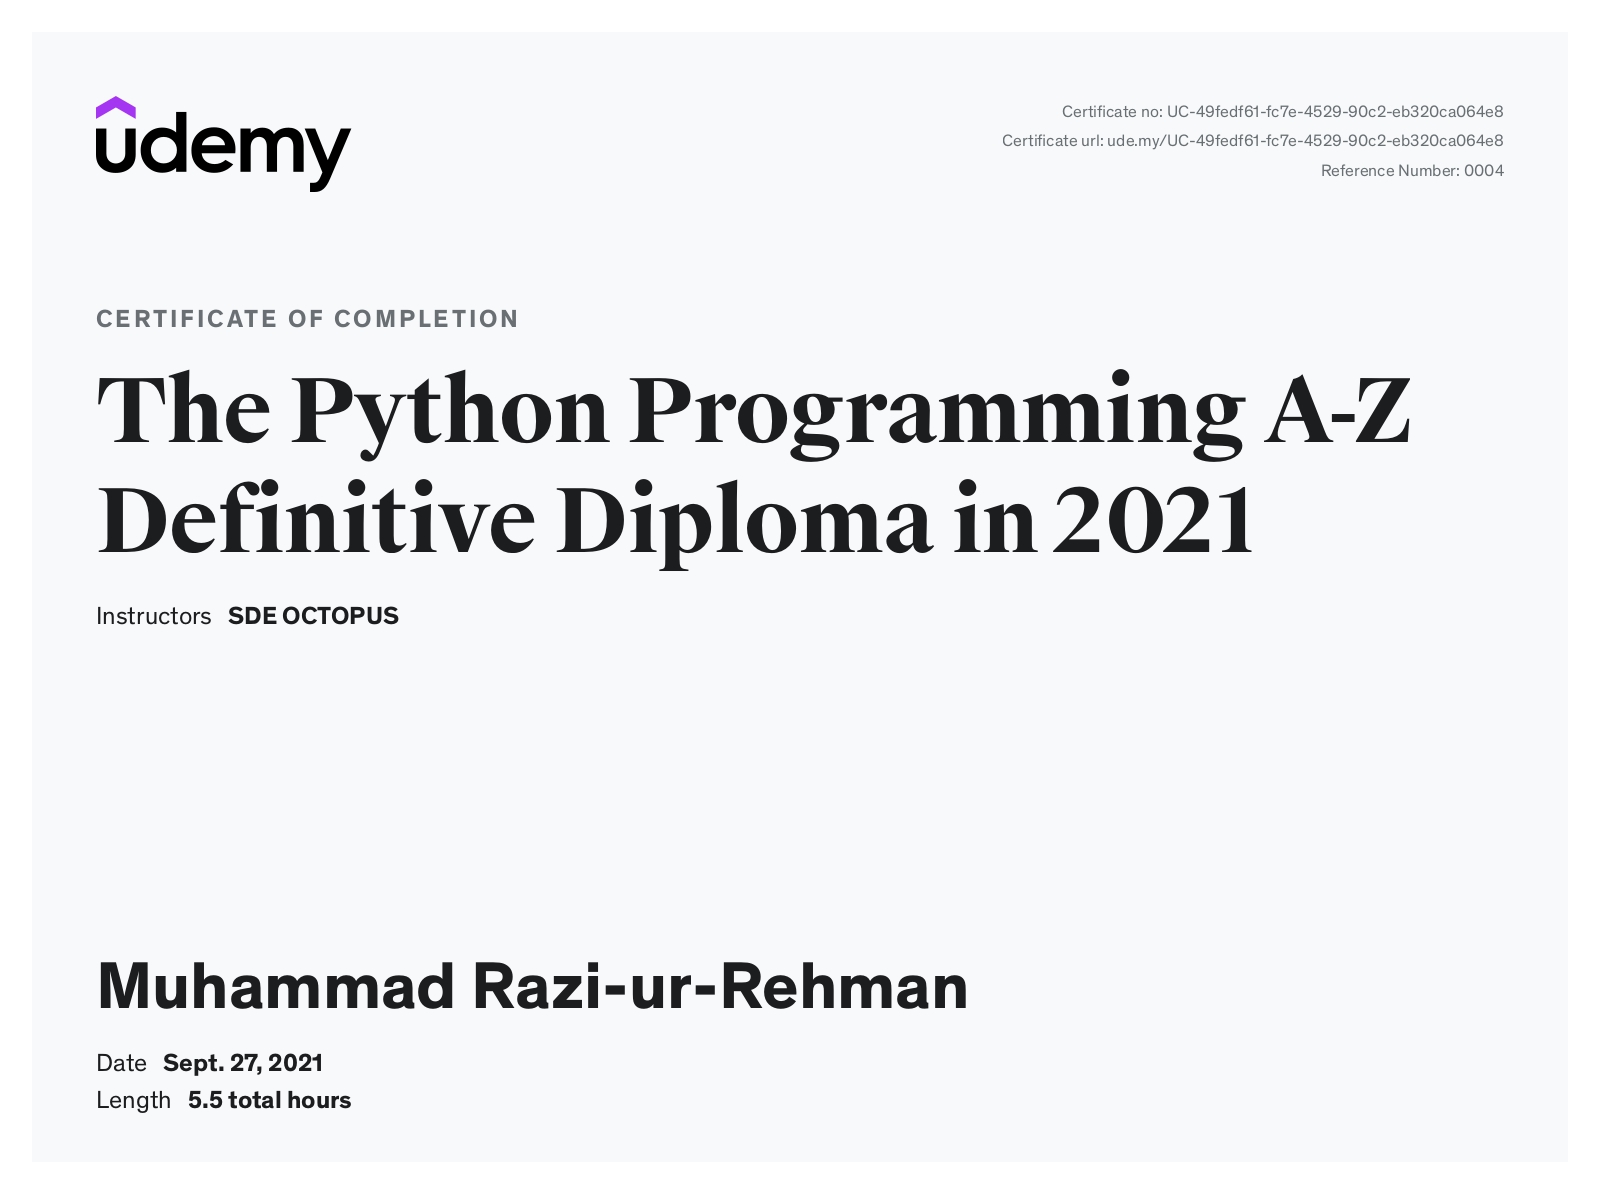 udemy
Certificate no: UC-49fedf61-fc7e-4529-90c2-eb320ca064e8
Certificate url: ude.my/UC-49fedf61-fc7e-4529-90c2-eb320ca064e8
Reference Number: 0004
CERTIFICATE OF COMPLETION
The Python Programming A-Z
Definitive Diploma in 2021
Instructors SDE OCTOPUS
Muhammad Razi-ur-Rehman
Date Sept. 27, 2021
Length 5.5 total hours